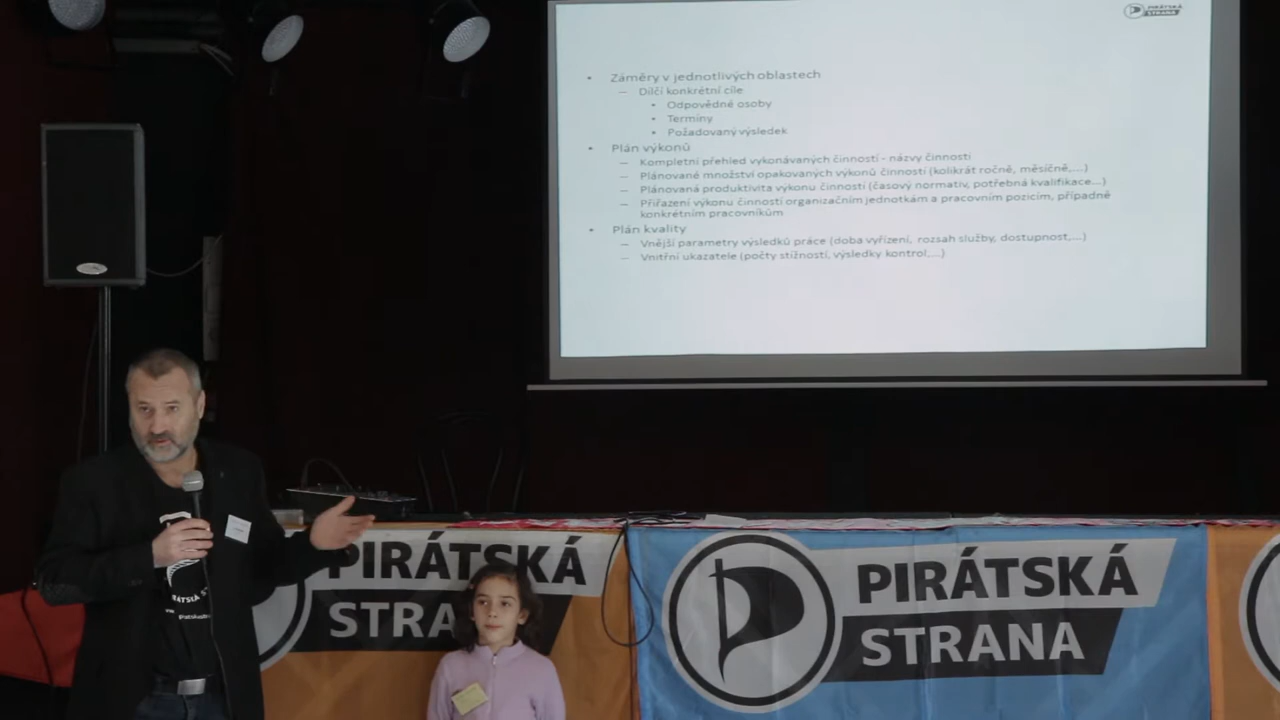 PIRÁTSKÁ
STRANA
• Záměry v jednotlivých oblastech
– Dílčí konkrétní cíle
• Odpovědné osoby
• Termíny
• Požadovaný výsledek
• Plán výkonů
– Kompletní přehled vykonávaných činností - názvy činností
– Plánované množství opakovaných výkonů činností (kolikrát ročně, měsíčně,...)
– Plánovaná produktivita výkonu činností (časový normativ, potřebná kvalifikace...)
– Přiřazení výkonu činností organizačním jednotkám a pracovním pozicím, případně
konkrétním pracovníkům
• Plán kvality
– Vnější parametry výsledků práce (doba vyřízení, rozsah služby, dostupnost,...)
– Vnitřní ukazatele (počty stížností, výsledky kontrol,...)
PIRÁTSKÁ
STRA
PIRÁTSKÁ
STRANA
PIRÁTSKÁ S